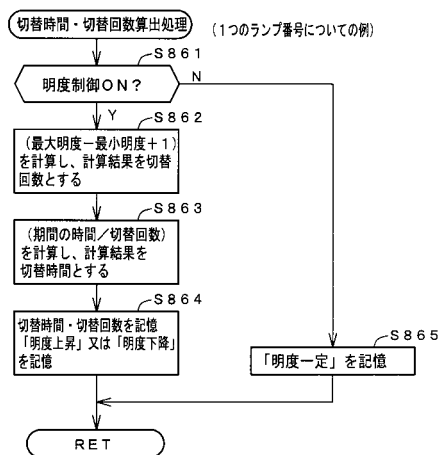 切替時間・切替回数算出処理
(1つのランプ番号についての例)
S861
明度制御ON?
N
Y
S862
(最大明度－最小明度＋1)
を計算し、計算結果を切替
回数とする
S863
(期間の時間／切替回数)
を計算し、計算結果を
切替時間とする
S864
切替時間・切替回数を記憶
「明度上昇」又は「明度下降」
を記憶
S865
「明度一定」を記憶
RET